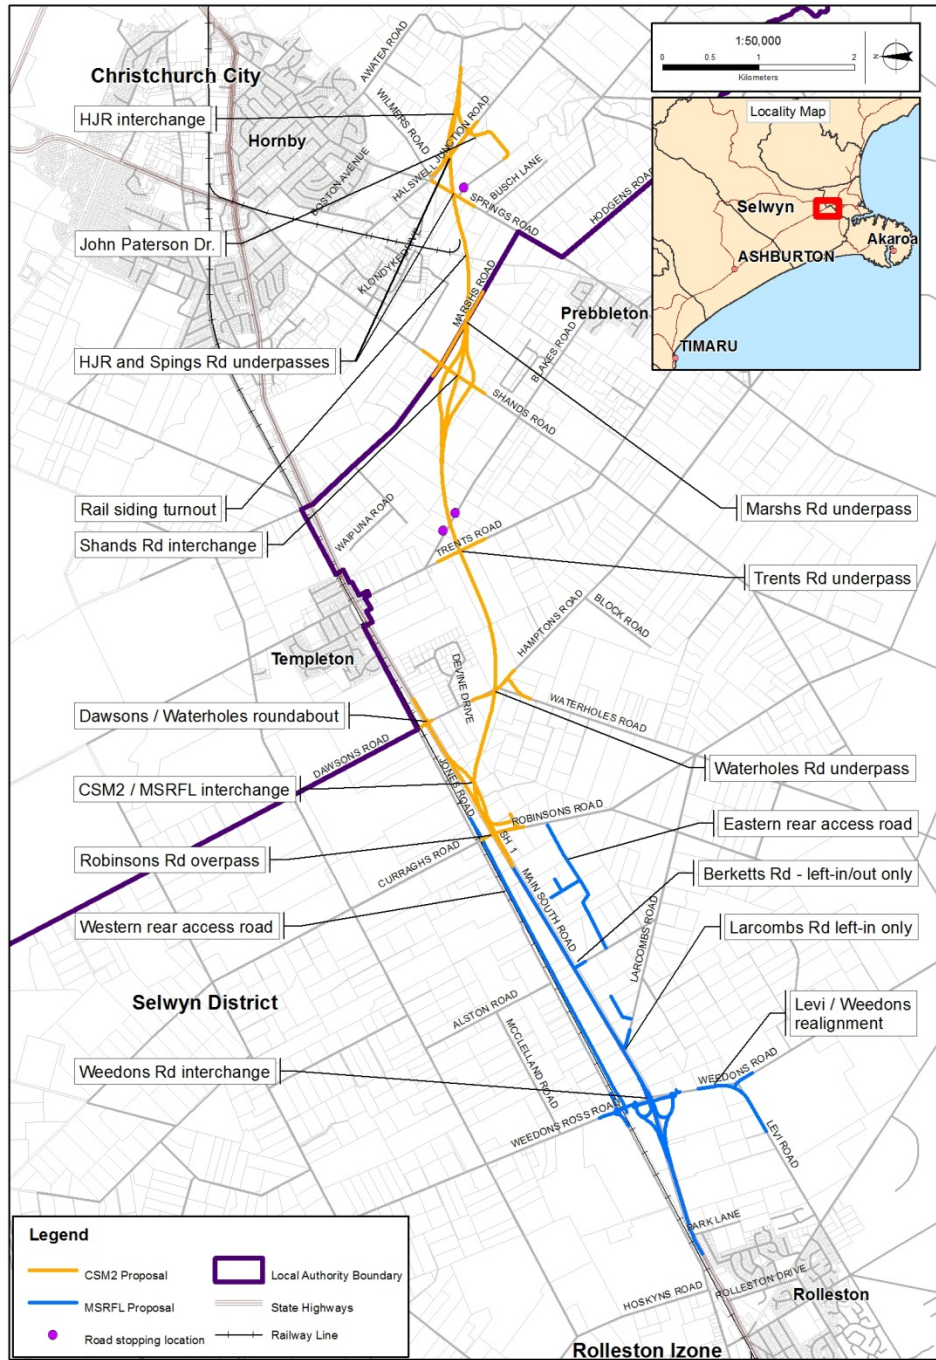 1:50,000
0 0.5 1 2
Kilometers
N
Locality Map
Selwyn
Akaroa
ASHBURTON
TIMARU
Christchurch City
AWATEA ROAD
WILMERS ROAD
HJR interchange
Hornby
HALSWELL JUNCTION ROAD
BOSTON AVENUE
BUSCH LANE
SPRINGS ROAD
HODGENS ROAD
John Paterson Dr.
KLONDYKE DRIVE
MARSHS ROAD
Prebbleton
HJR and Spings Rd underpasses
BLAKES ROAD
SHANDS ROAD
Rail siding turnout
Marshs Rd underpass
WAIPUNA ROAD
Shands Rd interchange
TRENTS ROAD
Trents Rd underpass
HAMPTONS ROAD
BLOCK ROAD
Templeton
DEVINE DRIVE
WATERHOLES ROAD
Dawsons / Waterholes roundabout
DAWSONS ROAD
JONES ROAD
Waterholes Rd underpass
CSM2 / MSRFL interchange
ROBINSONS ROAD
Eastern rear access road
SH 1
Robinsons Rd overpass
CURRAGHS ROAD
MAIN SOUTH ROAD
Berketts Rd - left-in/out only
Western rear access road
Larcombs Rd left-in only
LARCOMBS ROAD
Selwyn District
ALSTON ROAD
MCCLELLAND ROAD
Levi / Weedons
realignment
Weedons Rd interchange
WEEDONS ROAD
WEEDONS ROSS ROAD
LEVI ROAD
PARK LANE
Legend
CSM2 Proposal
Local Authority Boundary
MSRFL Proposal
State Highways
Road stopping location
Railway Line
HOSKYNS ROAD
ROLLESTON DRIVE
Rolleston
Rolleston Izone